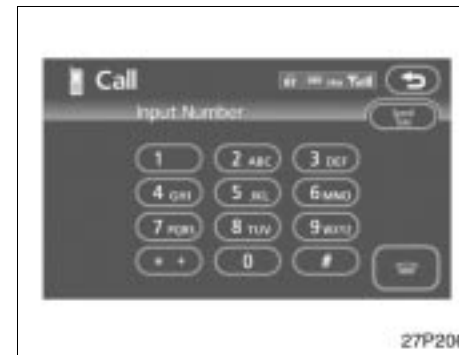 Call
Input Number
1 2 ABC 3 DEF
4 GHI 5 JKL 6 MNO
7 PQRS 8 TUV 9 WXYZ
* + 0 #